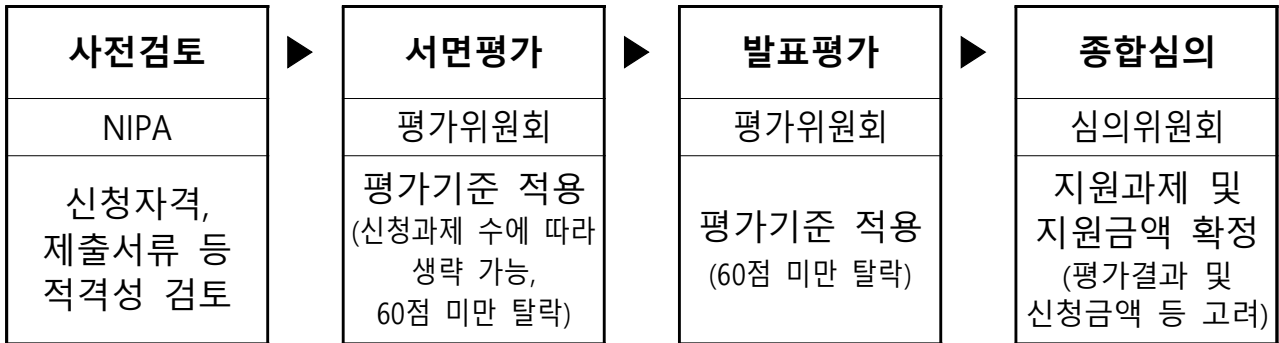 사전검토
NIPA
신청자격,
제출서류 등
적격성 검토
▶
서면평가
평가위원회
평가기준 적용
(신청과제 수에 따라
생략 가능,
60점 미만 탈락)
▶
발표평가
평가위원회
평가기준 적용
(60점 미만 탈락)
▶
종합심의
심의위원회
지원과제 및
지원금액 확정
(평가결과 및
신청금액 등 고려)